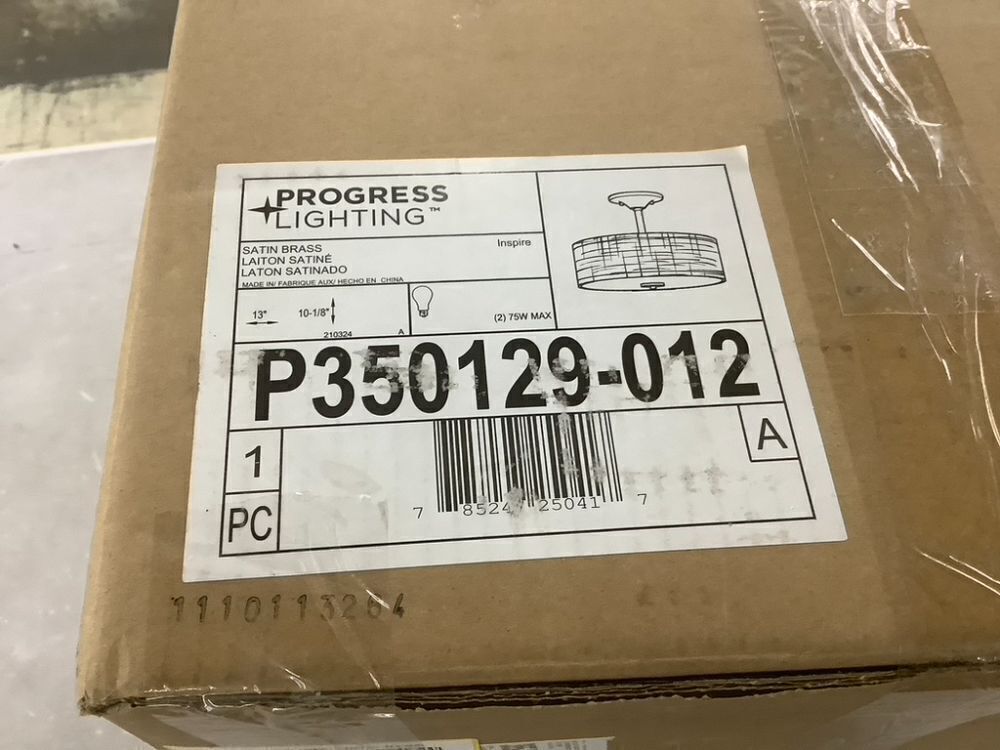 PROGRESS
LIGHTING™
SATIN BRASS
Inspire
LAITON SATINÉ
LATON SATINADO
MADE IN/ FABRIQUE AUX/ HECHO EN CHINA
13"
10-1/8"
210324
A
(2) 75W MAX
P350129-012
1
PC
A
7 85247 25041 7
1110113204